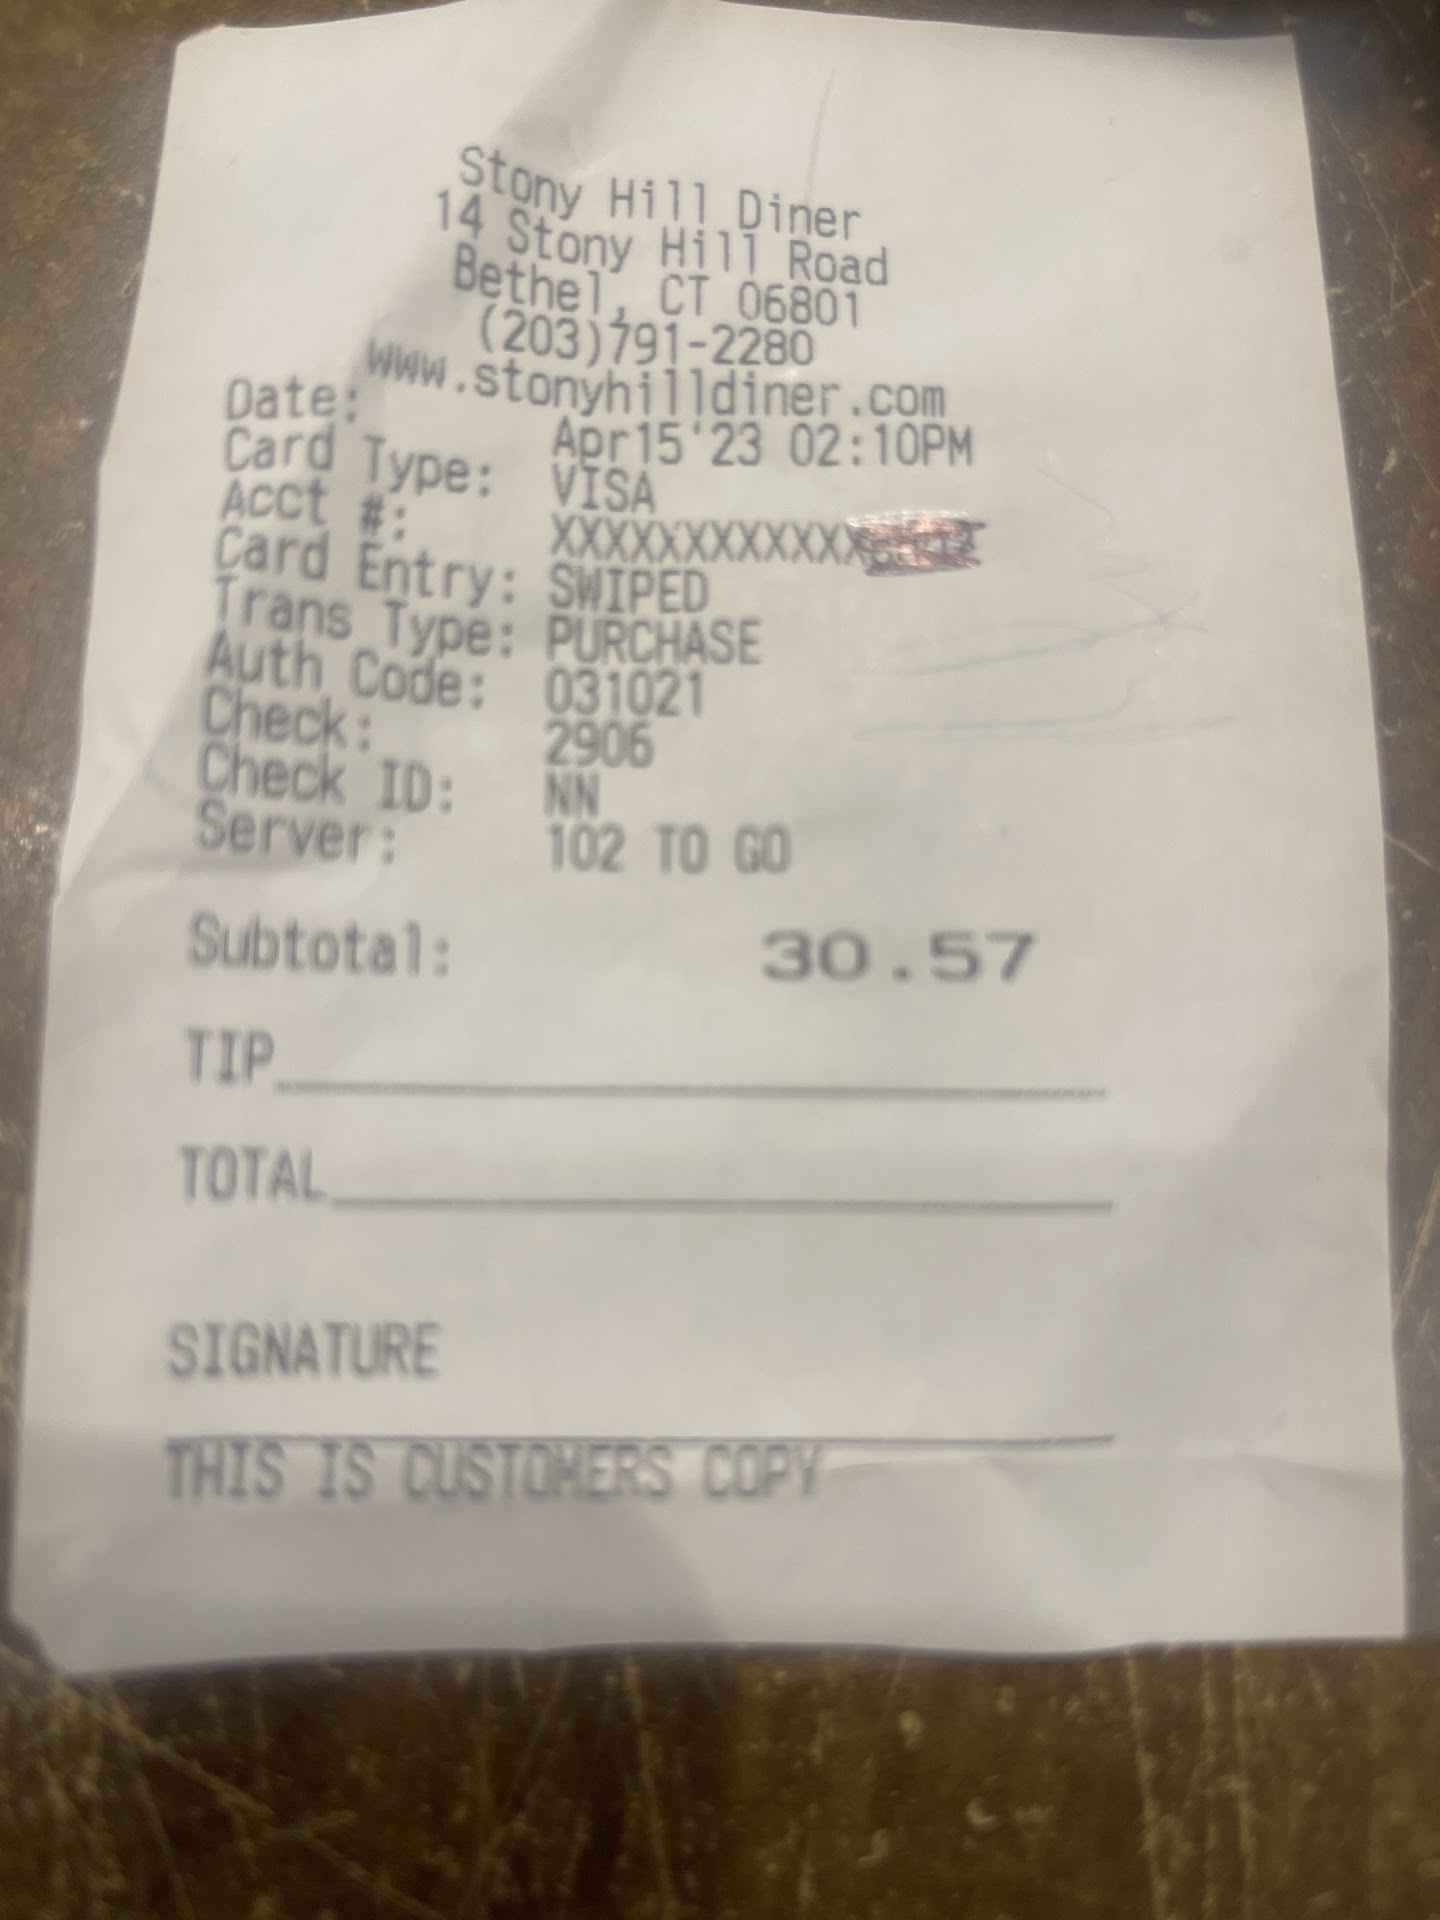 Stony Hill Diner
14 Stony Hill Road
Bethel, CT 06801
(203)791-2280
www.stonyhilldiner.com
Date: Apr15'23 02:10PM
Card Type: VISA
Acct #: XXXXXXXXXXXX
Card Entry: SWIPED
Trans Type: PURCHASE
Auth Code: 031021
Check: 2906
Check ID: NN
Server: 102 TO GO
Subtotal: 30.57
TIP
TOTAL
SIGNATURE
THIS IS CUSTOMERS COPY